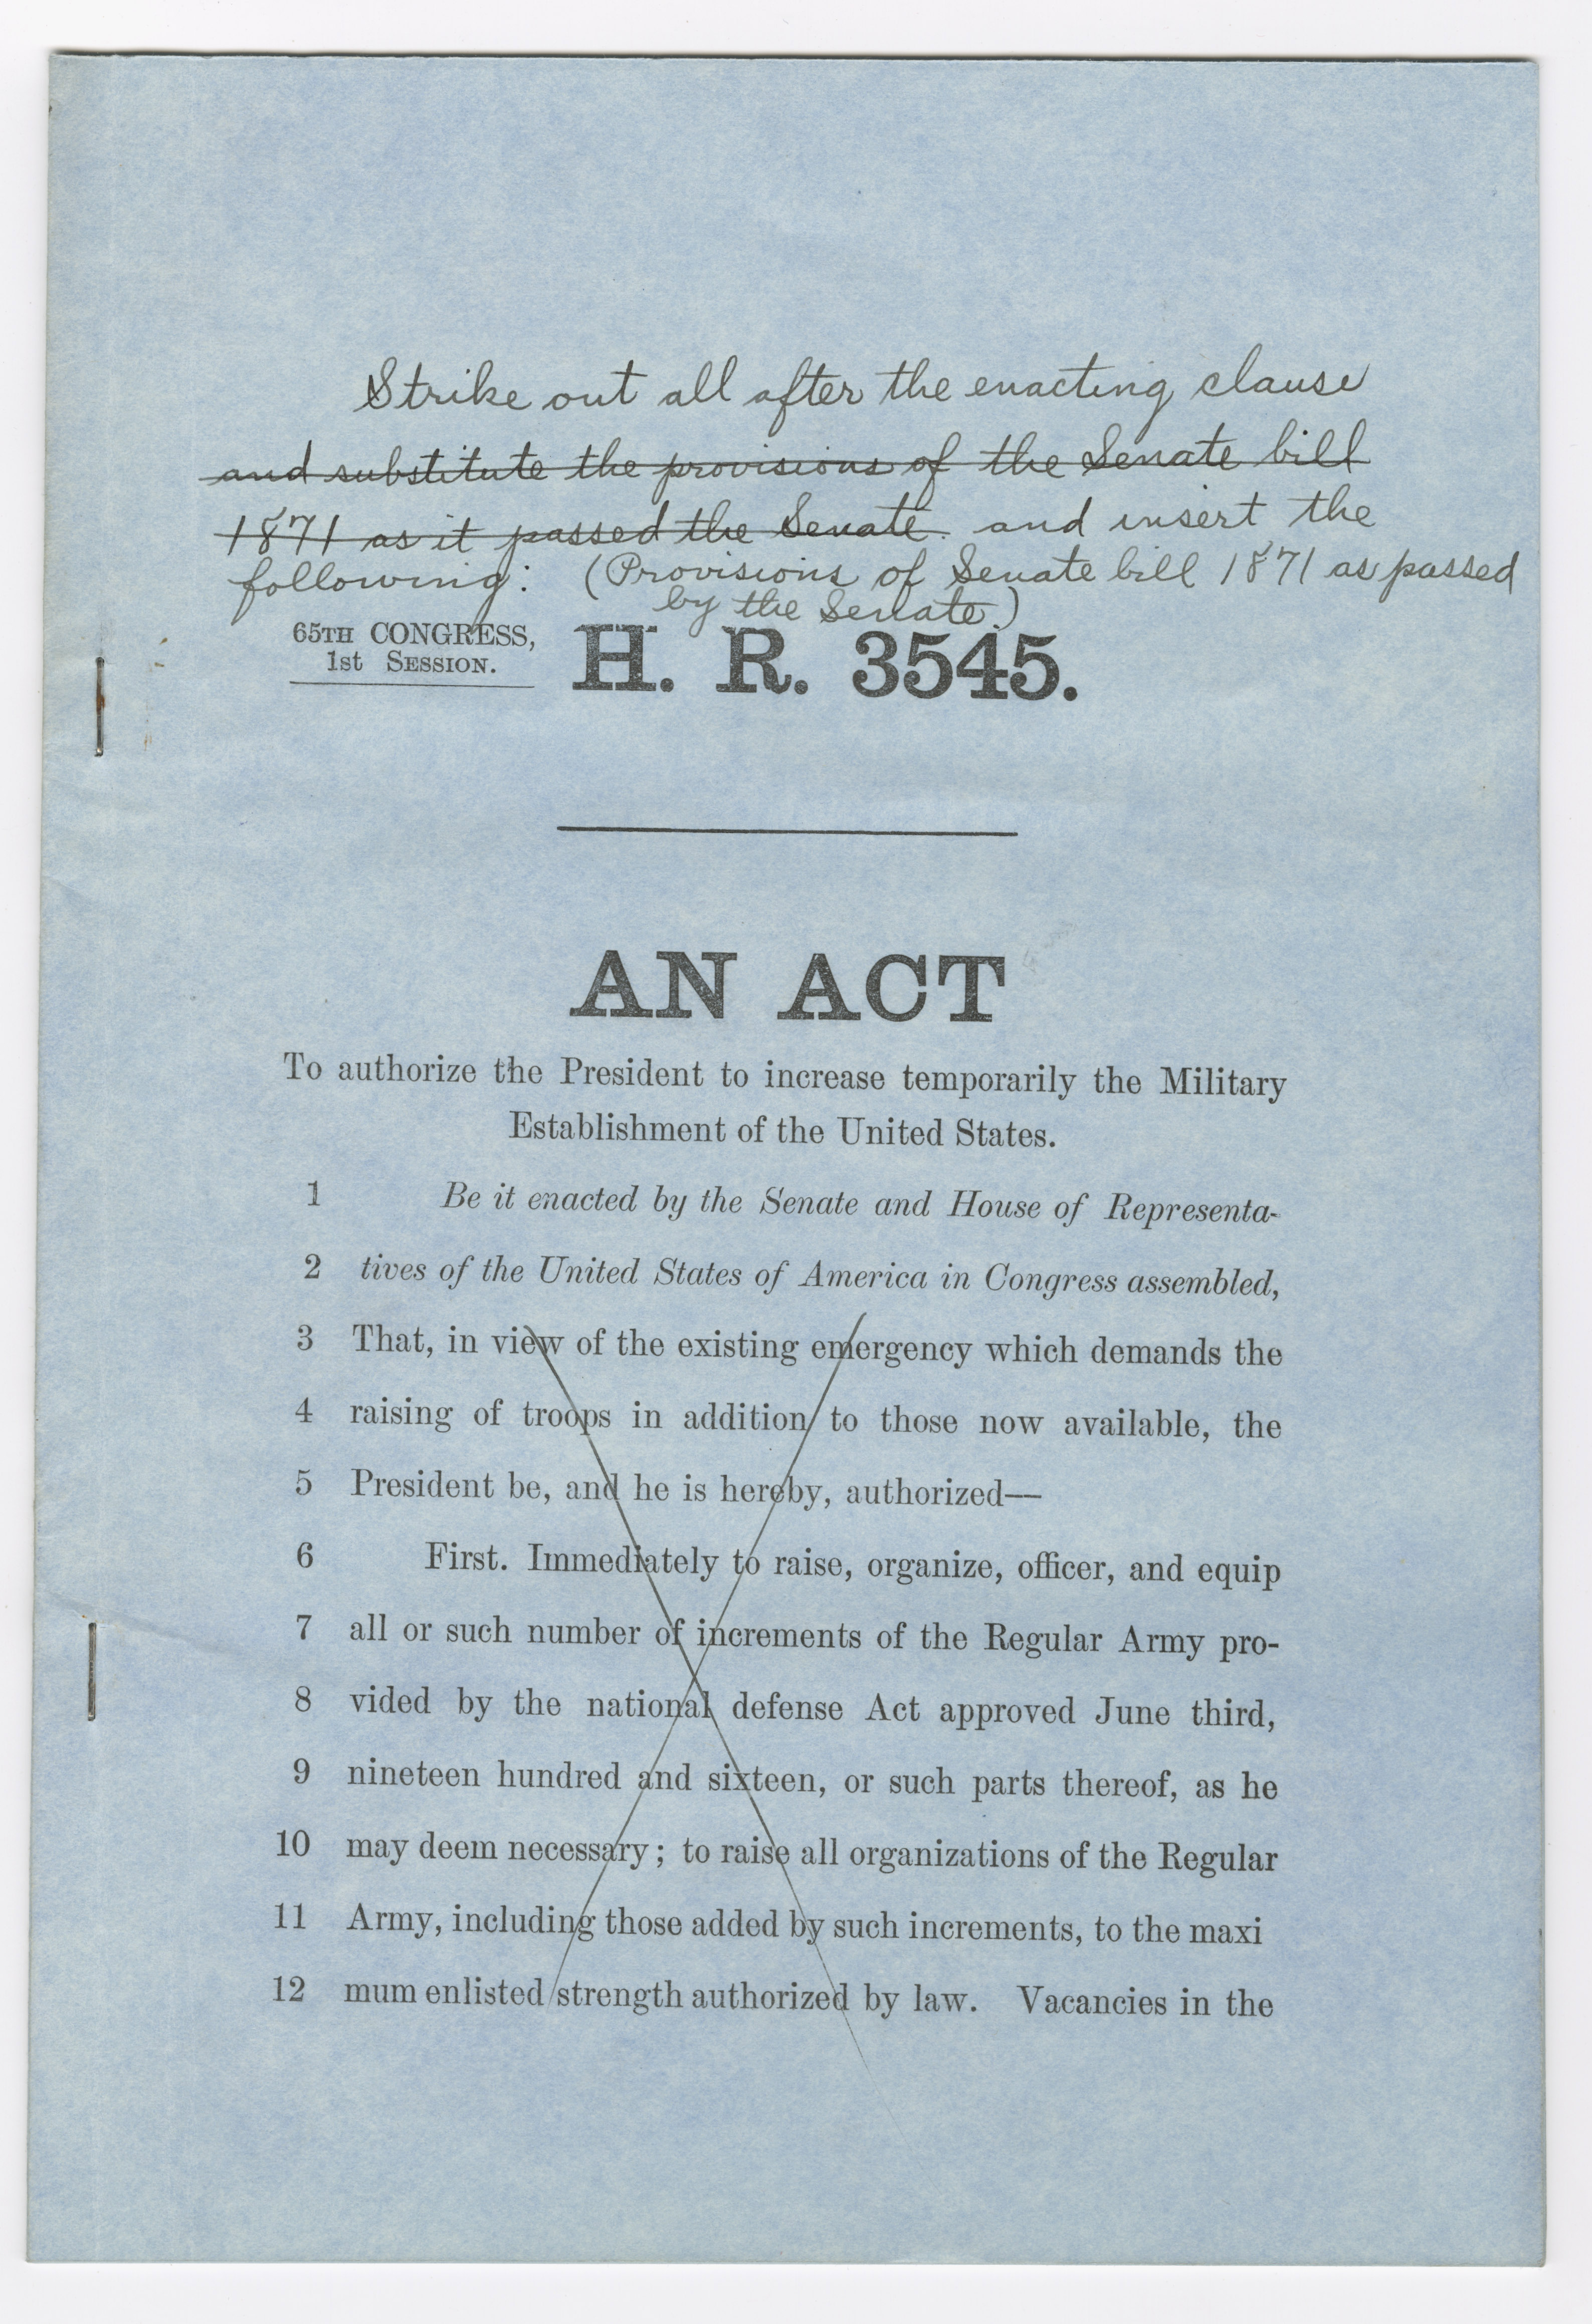 Strike out all after the enacting clause
and substitute the provisions of the Senate bill
1871 as it passed the Senate. and insert the
following: (Provisions of Senate bill 1871 as passed
by the Senate.)
65TH CONGRESS,
1st SESSION.
H. R. 3545.
AN ACT
To authorize the President to increase temporarily the Military
Establishment of the United States.
1 Be it enacted by the Senate and House of Representa-
2 tives of the United States of America in Congress assembled,
3 That, in view of the existing emergency which demands the
4 raising of troops in addition to those now available, the
5 President be, and he is hereby, authorized—
6 First. Immediately to raise, organize, officer, and equip
7 all or such number of increments of the Regular Army pro-
8 vided by the national defense Act approved June third,
9 nineteen hundred and sixteen, or such parts thereof, as he
10 may deem necessary; to raise all organizations of the Regular
11 Army, including those added by such increments, to the maxi
12 mum enlisted strength authorized by law. Vacancies in the